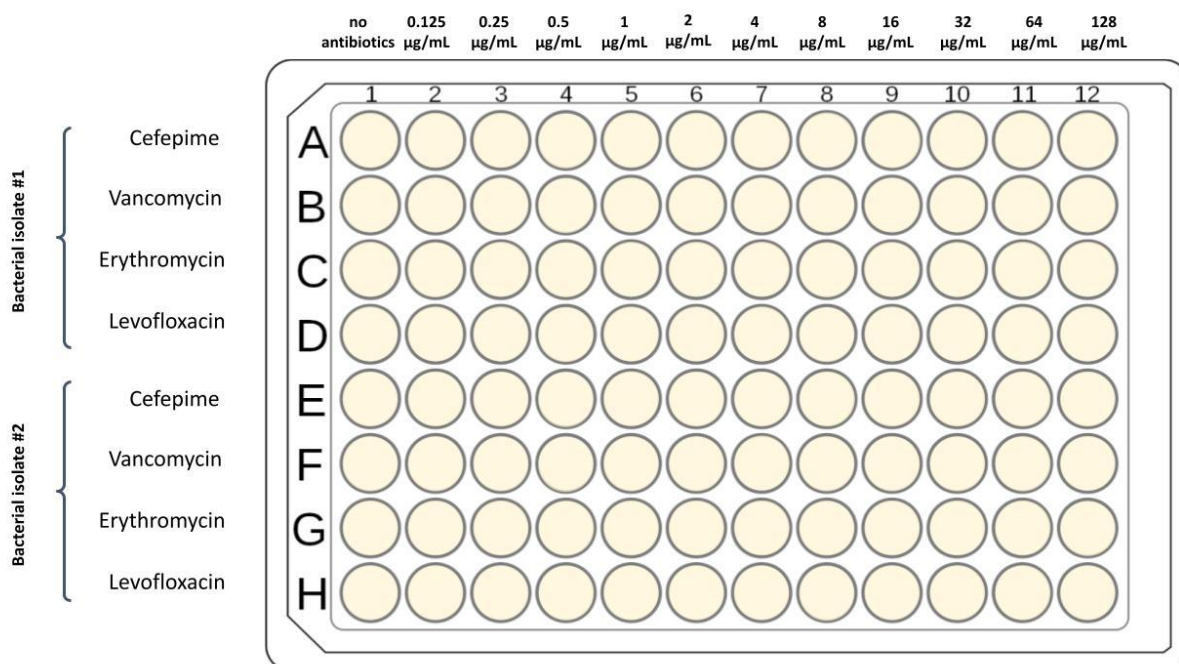 no 0.125 0.25 0.5 1 2 4 8 16 32 64 128
antibiotics µg/mL µg/mL µg/mL µg/mL µg/mL µg/mL µg/mL µg/mL µg/mL µg/mL µg/mL
1 2 3 4 5 6 7 8 9 10 11 12
Bacterial isolate #1
Cefepime A
Vancomycin B
Erythromycin C
Levofloxacin D
Bacterial isolate #2
Cefepime E
Vancomycin F
Erythromycin G
Levofloxacin H